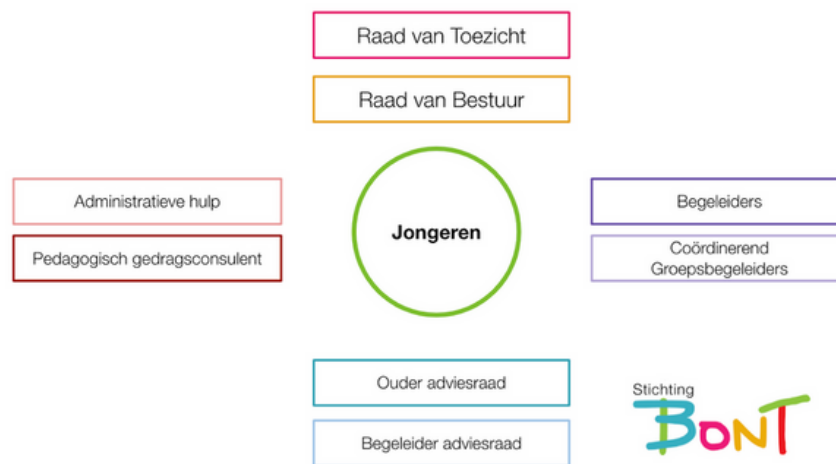 Raad van Toezicht
Raad van Bestuur
Administratieve hulp
Pedagogisch gedragsconsulent
Jongeren
Begeleiders
Coördinerend
Groepsbegeleiders
Ouder adviesraad
Begeleider adviesraad
Stichting
BONT